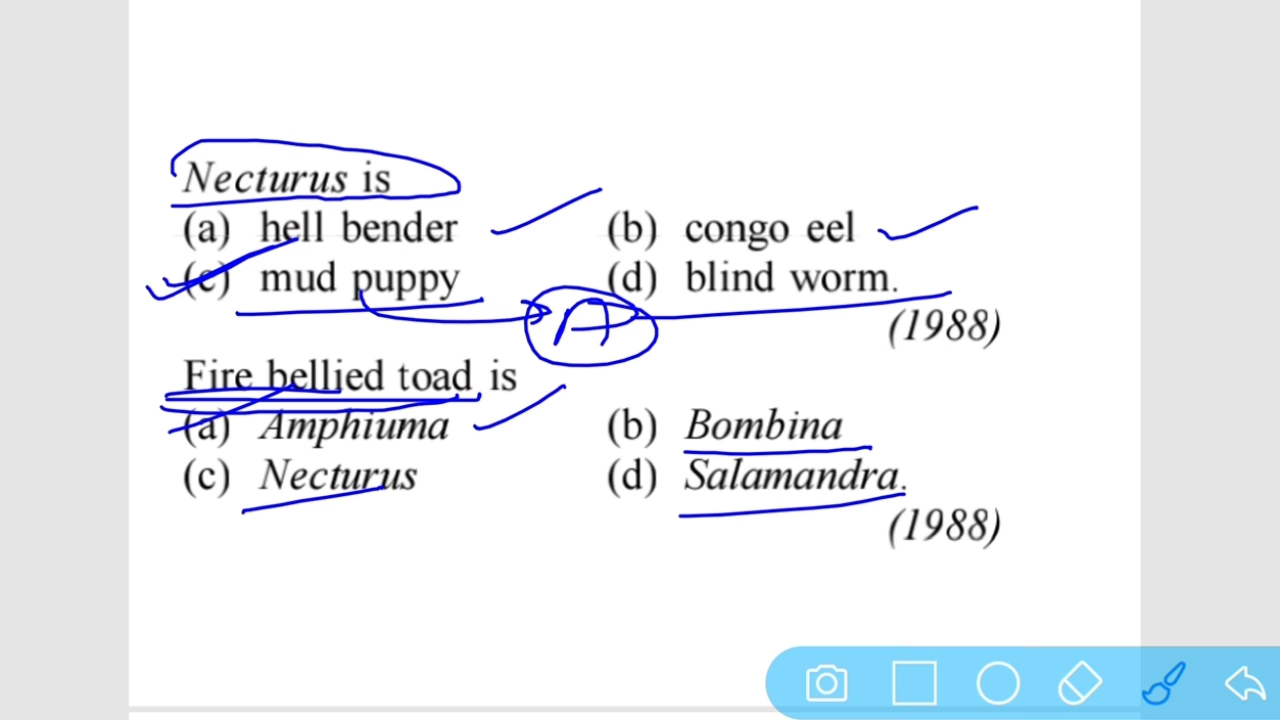 Necturus is
(a) hell bender (b) congo eel
(c) mud puppy (d) blind worm.
A
(1988)
Fire bellied toad is
(a) Amphiuma (b) Bombina
(c) Necturus (d) Salamandra.
(1988)